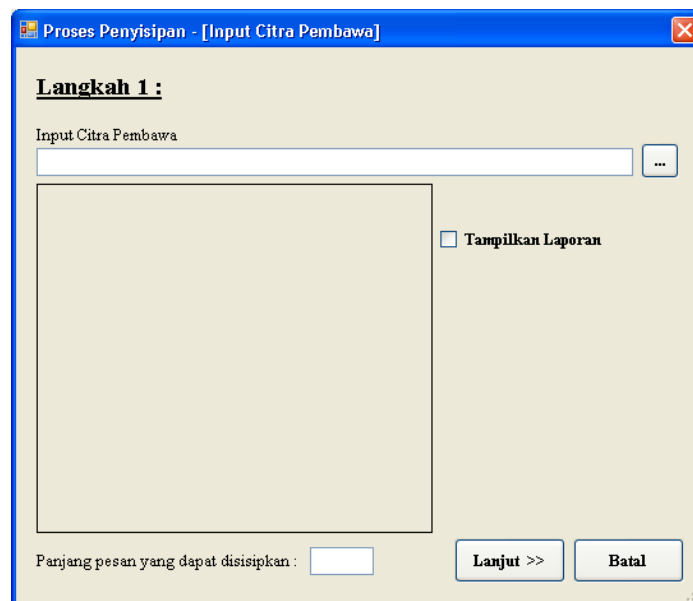 Proses Penyisipan - [Input Citra Pembawa]
Langkah 1 :
Input Citra Pembawa
...
Tampilkan Laporan
Panjang pesan yang dapat disisipkan :
Lanjut >>
Batal